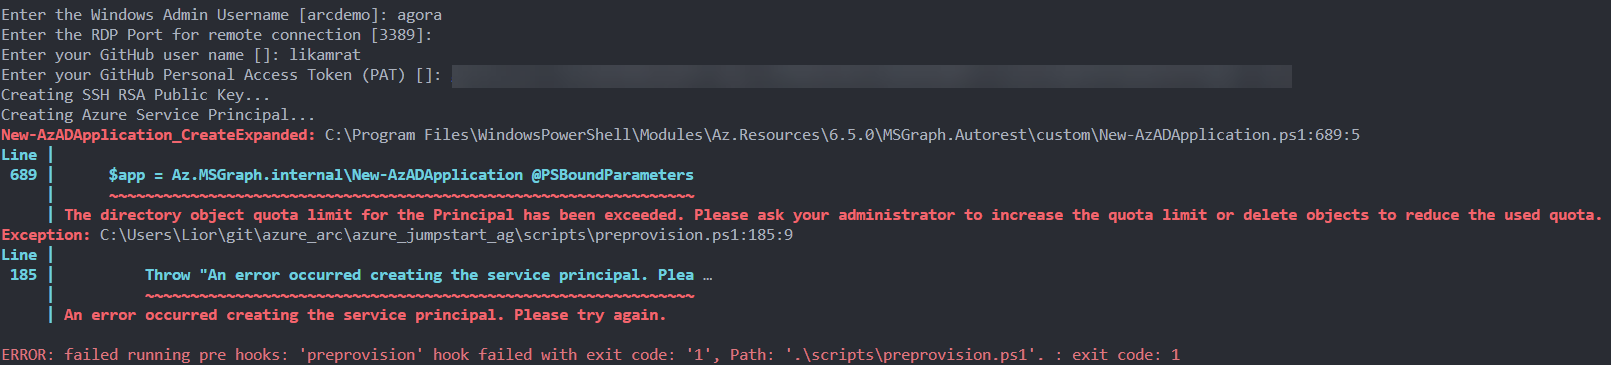 Enter the Windows Admin Username [arcdemo]: agora
Enter the RDP Port for remote connection [3389]:
Enter your GitHub user name []: likamrat
Enter your GitHub Personal Access Token (PAT) []:
Creating SSH RSA Public Key...
Creating Azure Service Principal...
New-AzADApplication_CreateExpanded: C:\Program Files\WindowsPowerShell\Modules\Az.Resources\6.5.0\MSGraph.Autorest\custom\New-AzADApplication.ps1:689:5
Line |
689 | $app = Az.MSGraph.internal\New-AzADApplication @PSBoundParameters
| ~~~~~~~~~~~~~~~~~~~~~~~~~~~~~~~~~~~~~~~~~~~~~~~~~~~~~~~~~~~~~~~~~
| The directory object quota limit for the Principal has been exceeded. Please ask your administrator to increase the quota limit or delete objects to reduce the used quota.
Exception: C:\Users\Lior\git\azure_arc\azure_jumpstart_ag\scripts\preprovision.ps1:185:9
Line |
185 | Throw "An error occurred creating the service principal. Plea …
| ~~~~~~~~~~~~~~~~~~~~~~~~~~~~~~~~~~~~~~~~~~~~~~~~~~~~~~~~~~~~~
| An error occurred creating the service principal. Please try again.
ERROR: failed running pre hooks: 'preprovision' hook failed with exit code: '1', Path: '.\scripts\preprovision.ps1'. : exit code: 1